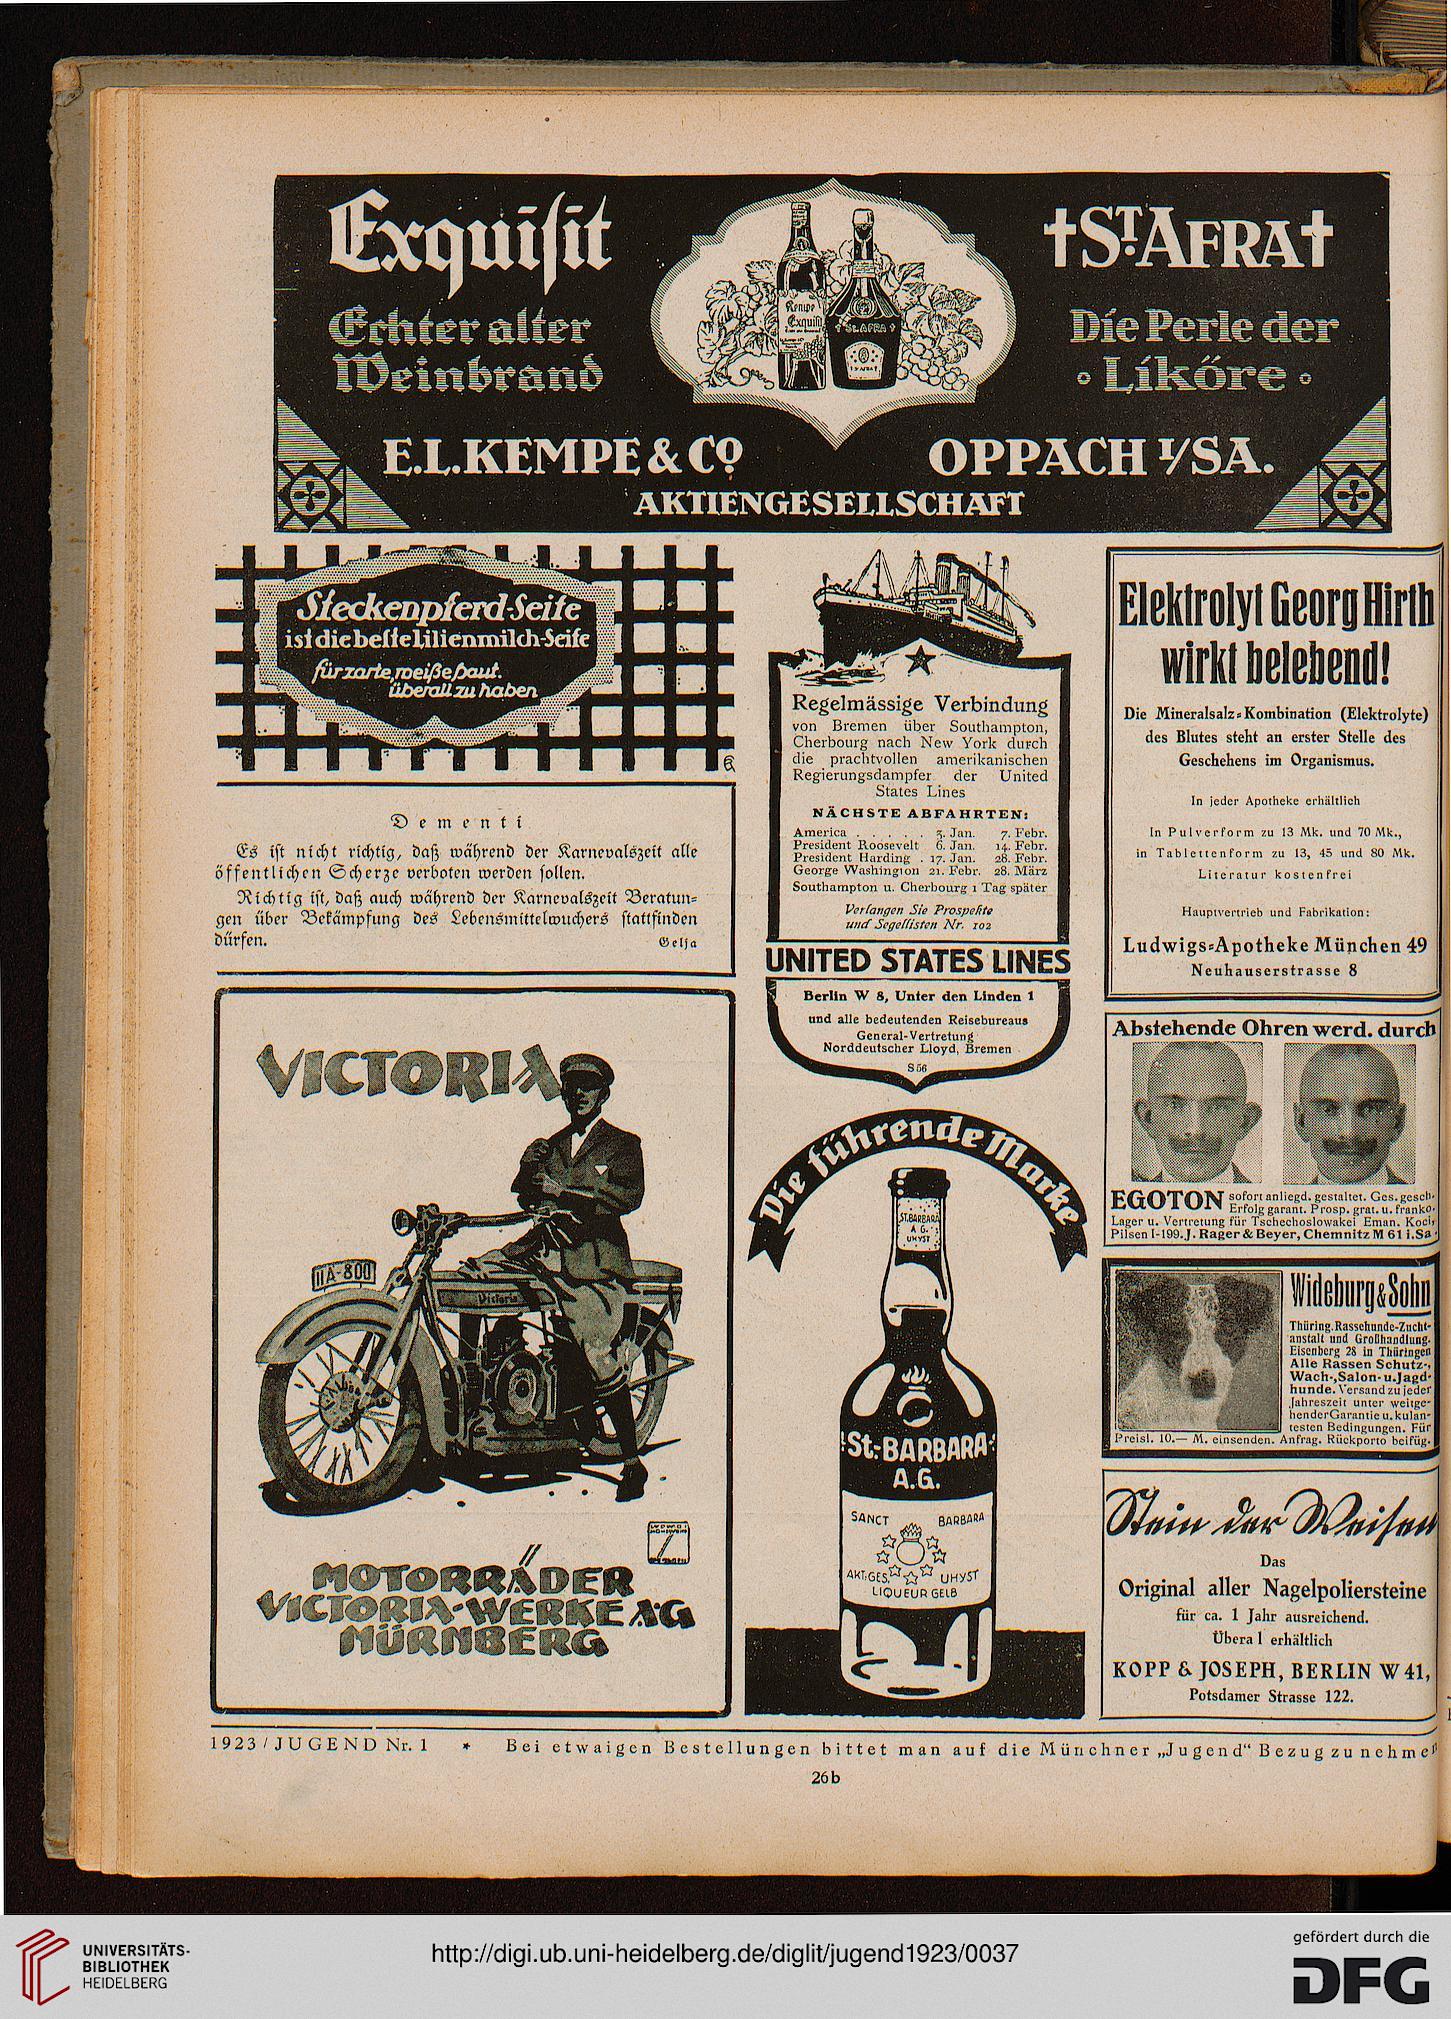 Exquisit
Echter alter
Weinbrand
Kempe
Exquisit
† ST. AFRA †
†ST. AFRA†
Die Perle der
Liköre
E. L. KEMPE & Co
OPPACH I/SA.
AKTIENGESELLSCHAFT
Steckenpferd-Seife
ist die beste Lilienmilch-Seife
für zarte, weiße Haut.
überall zu haben
Dementi
Es ist nicht richtig, daß während der Karnevalszeit alle
öffentlichen Scherze verboten werden sollen.
Richtig ist, daß auch während der Karnevalszeit Beratun-
gen über Bekämpfung des Lebensmittelwuchers stattfinden
dürfen.
Gelja
VICTORIA
IIA-800
Victoria
MOTORRÄDER
VICTORIA-WERKE A·G
NÜRNBERG
Regelmässige Verbindung
von Bremen über Southampton,
Cherbourg nach New York durch
die prachtvollen amerikanischen
Regierungsdampfer der United
States Lines
NÄCHSTE ABFAHRTEN:
America . . . . . 3. Jan. 7. Febr.
President Roosevelt 6. Jan. 14. Febr.
President Harding . 17. Jan. 28. Febr.
George Washington 21. Febr. 28. März
Southampton u. Cherbourg 1 Tag später
Verlangen Sie Prospekte
und Segellisten Nr. 102
UNITED STATES LINES
Berlin W 8, Unter den Linden 1
und alle bedeutenden Reisebureaus
General-Vertretung
Norddeutscher Lloyd, Bremen
S 56
Die führende Marke
ST. BARBARA
A G.
UHYST
St.-BARBARA
A.G.
SANCT BARBARA
AKT:GES. UHYST
LIQUEUR GELB
Elektrolyt Georg Hirth
wirkt belebend!
Die Mineralsalz-Kombination (Elektrolyte)
des Blutes steht an erster Stelle des
Geschehens im Organismus.
In jeder Apotheke erhältlich
In Pulverform zu 13 Mk. und 70 Mk.,
in Tablettenform zu 13, 45 und 80 Mk.
Literatur kostenfrei
Hauptvertrieb und Fabrikation:
Ludwigs-Apotheke München 49
Neuhauserstrasse 8
Abstehende Ohren werd. durch
EGOTON sofort anliegd. gestaltet. Ges. gesch.
Erfolg garant. Prosp. grat. u. franko.
Lager u. Vertretung für Tschechoslowakei Eman. Koci,
Pilsen I-199. J. Rager & Beyer, Chemnitz M 61 i. Sa.
Wideburg & Sohn
Thüring. Rassehunde-Zucht-
anstalt und Großhandlung.
Eisenberg 28 in Thüringen
Alle Rassen Schutz-,
Wach-, Salon- u. Jagd-
hunde. Versand zu jeder
Jahreszeit unter weitge-
hender Garantie u. kulan-
testen Bedingungen. Für
Preisl. 10.— M. einsenden. Anfrag. Rückporto beifüg.
Stein der Weisen
Das
Original aller Nagelpoliersteine
für ca. 1 Jahr ausreichend.
Übera l erhältlich
KOPP & JOSEPH, BERLIN W 41,
Potsdamer Strasse 122.
1923 / JUGEND Nr. 1 * Bei etwaigen Bestellungen bittet man auf die Münchner „Jugend“ Bezug zu nehmen
26b
UNIVERSITÄTS-
BIBLIOTHEK
HEIDELBERG
http://digi.ub.uni-heidelberg.de/diglit/jugend1923/0037
gefördert durch die
DFG